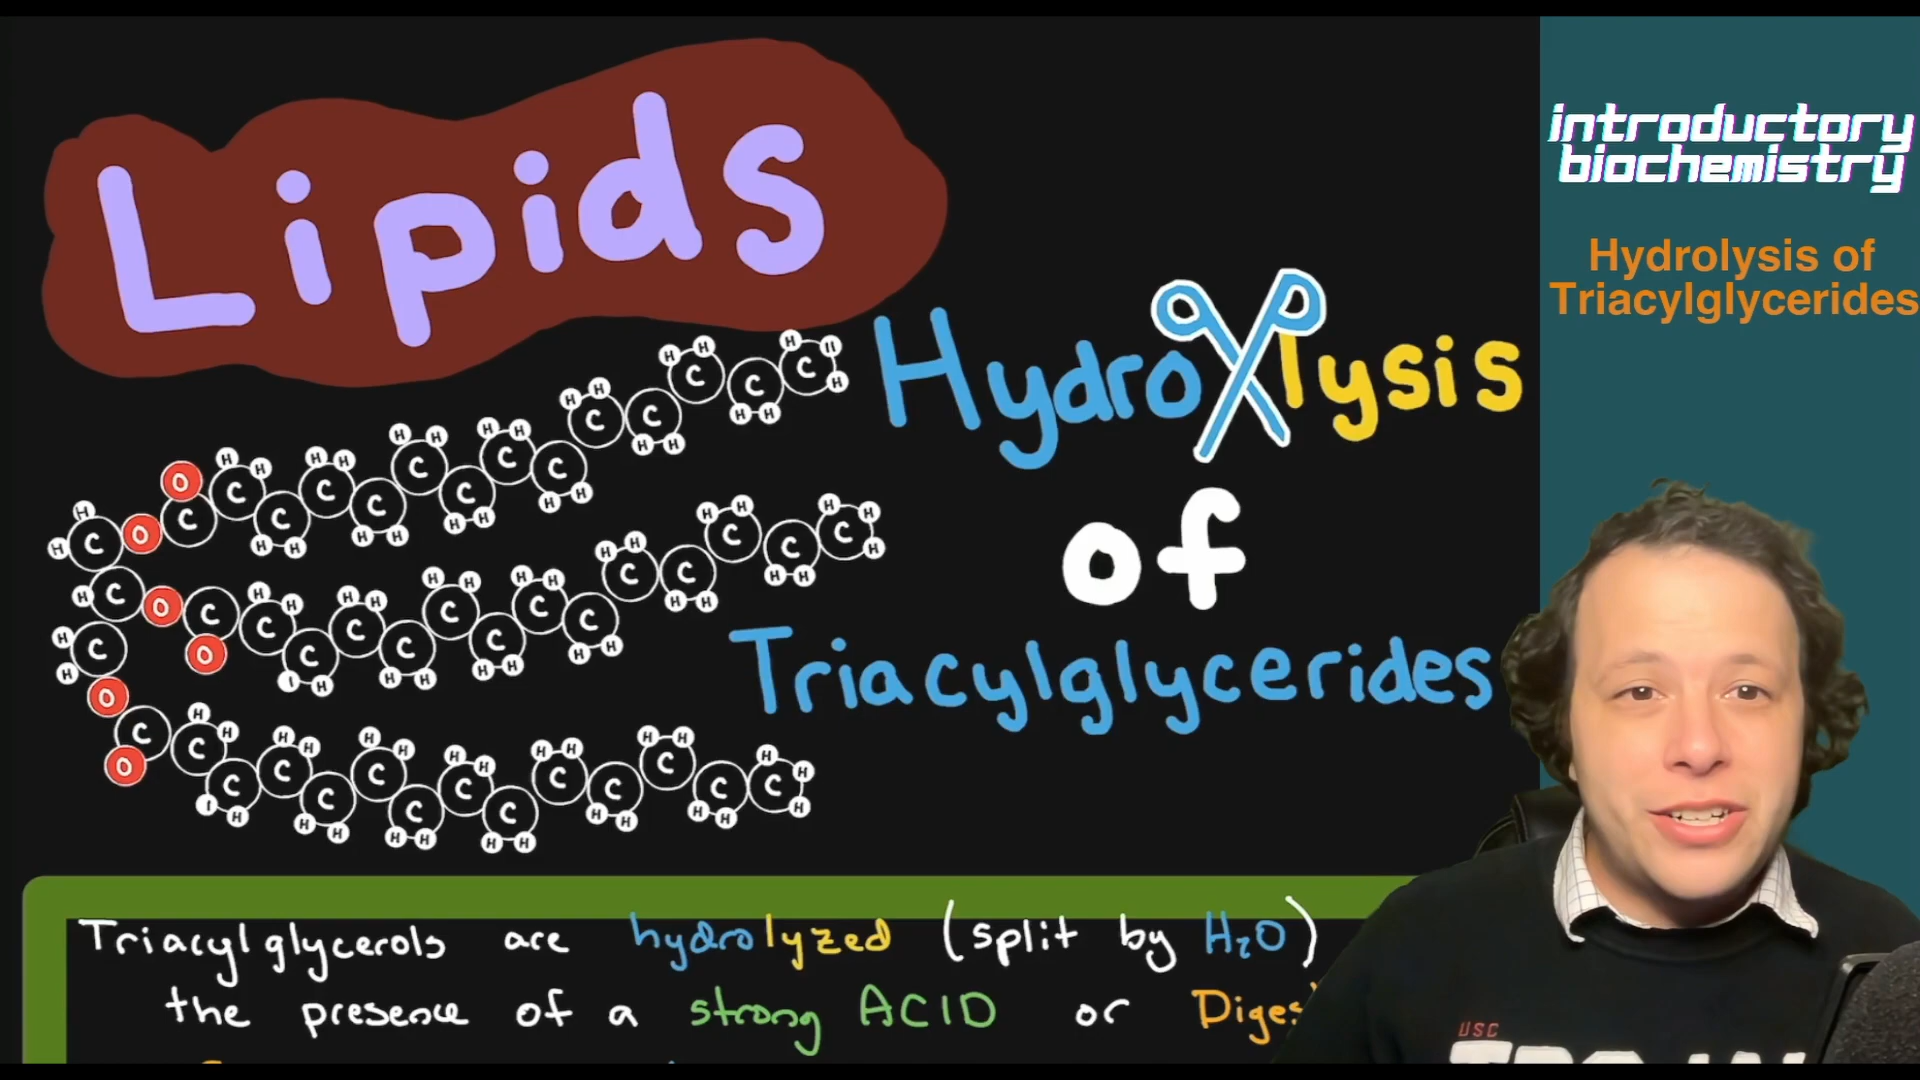 Lipids
introductory
biochemistry
Hydrolysis of
Triacylglycerides
Hydrolysis
of
Triacylglycerides
Triacylglycerols are hydrolyzed (split by H₂O)
the presence of a strong ACID or
USC